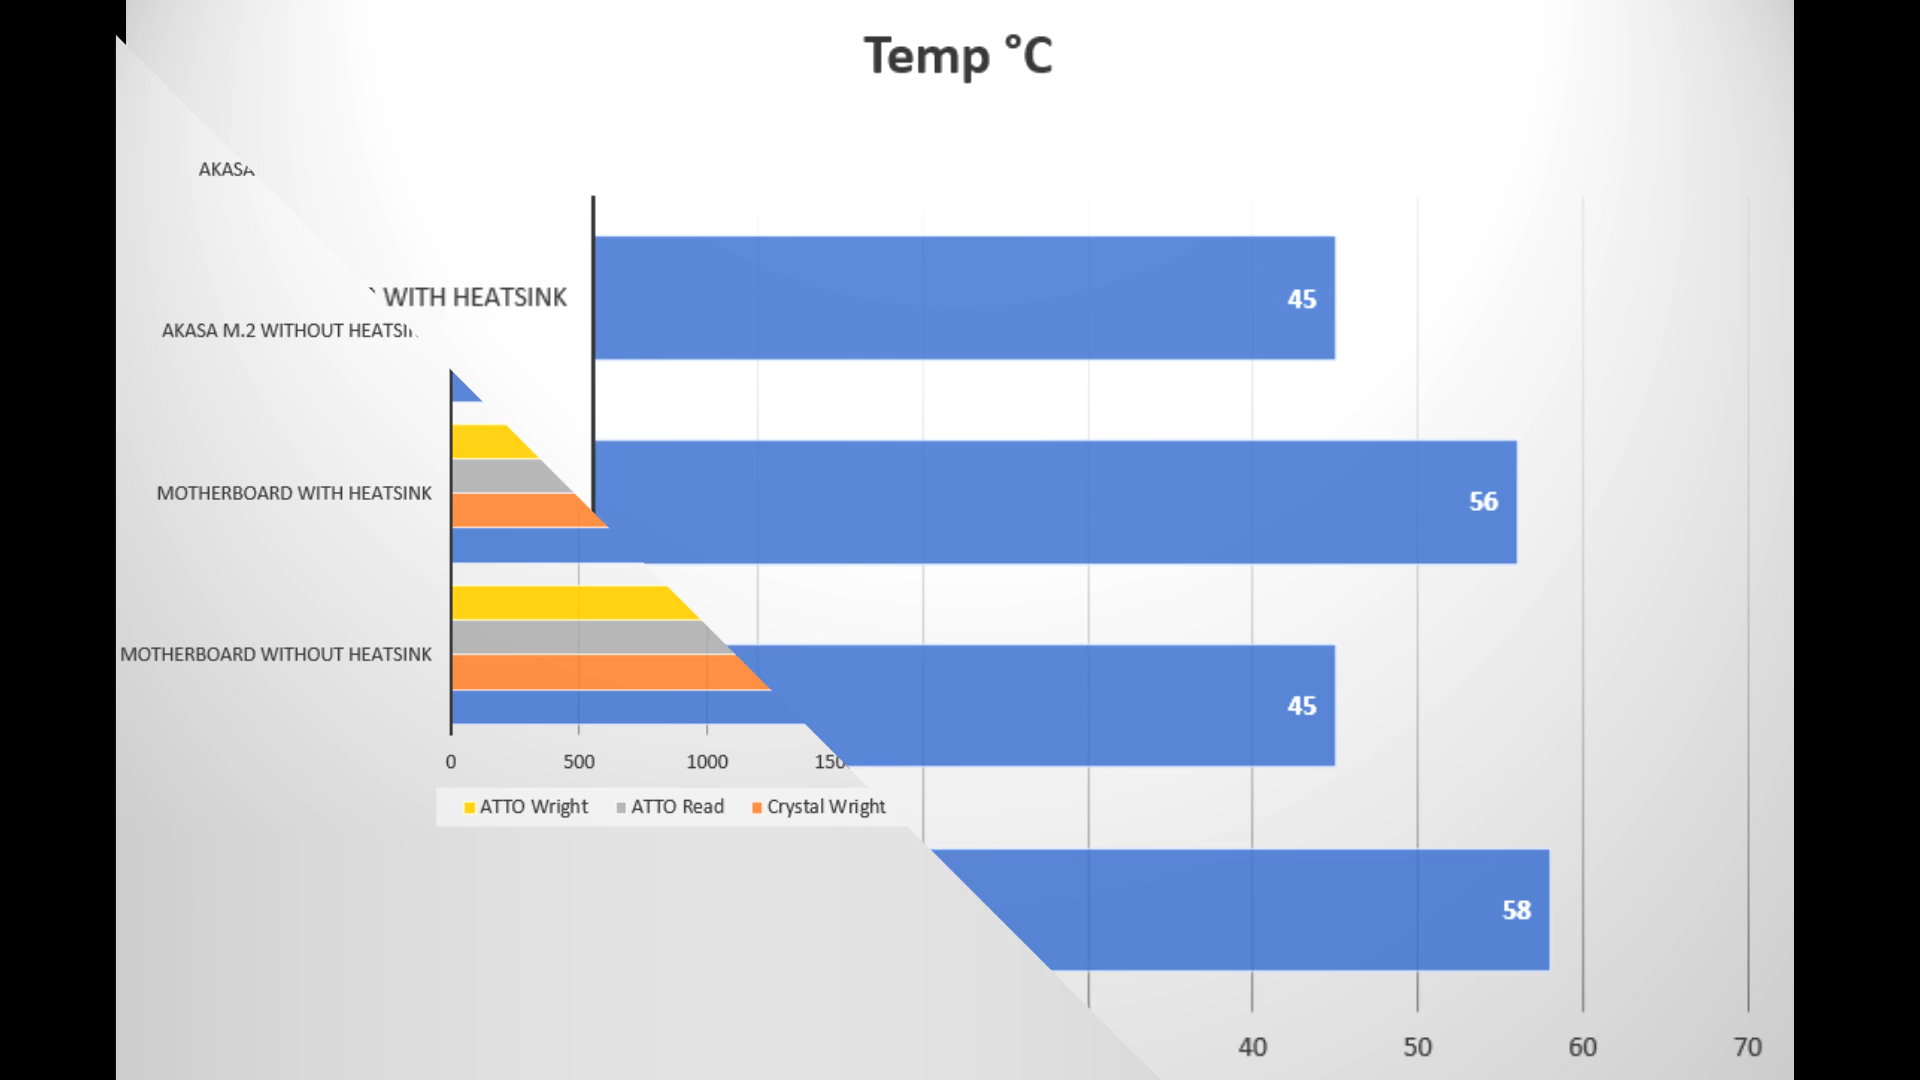 Temp °C
AKASA
WITH HEATSINK
45
AKASA M.2 WITHOUT
MOTHERBOARD WITH HEATSINK
56
MOTHERBOARD WITHOUT HEATSINK
45
0 500 1000
ATTO Wright ATTO Read Crystal Wright
58
40 50 60 70